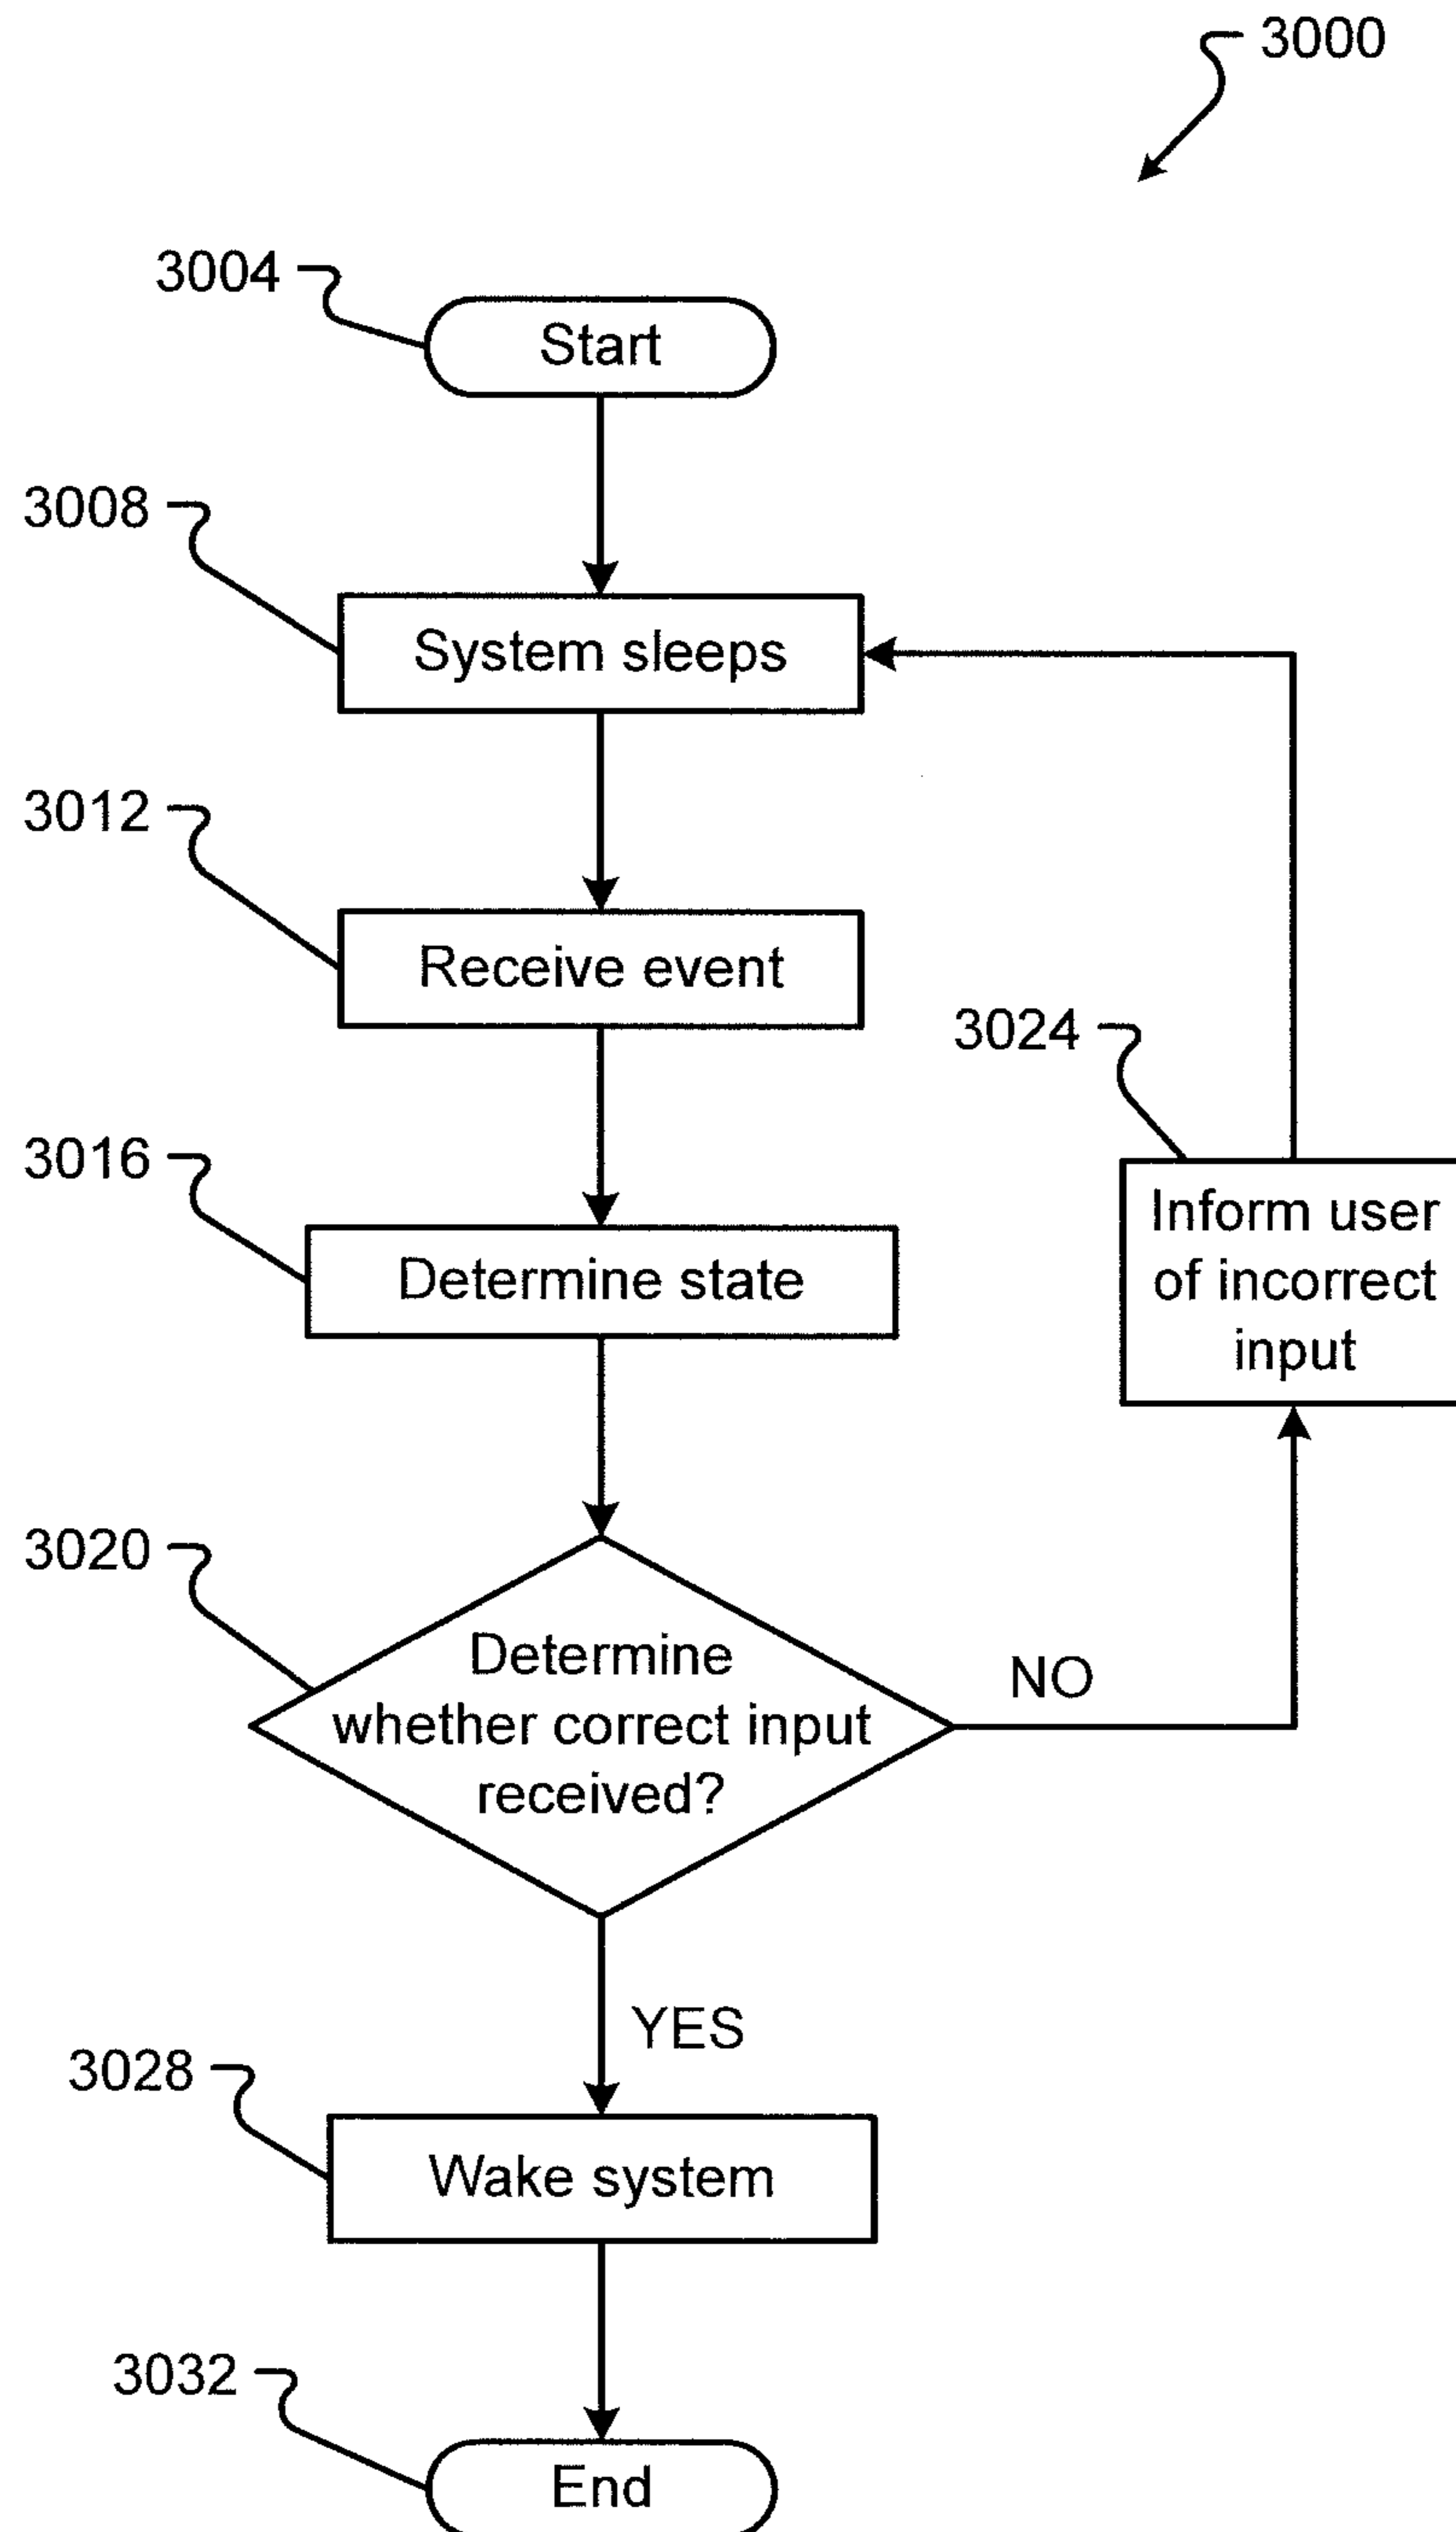 3000
3004
Start
3008
System sleeps
3012
Receive event
3024
3016
Inform user
of incorrect
input
Determine state
3020
Determine
whether correct input
received?
NO
YES
3028
Wake system
3032
End